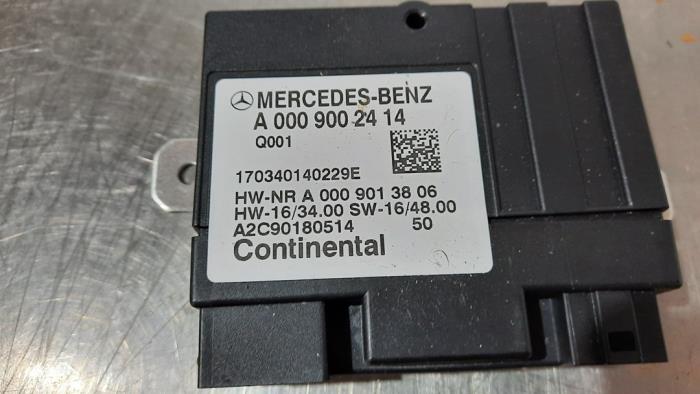 MERCEDES-BENZ
A 000 900 24 14
Q001
170340140229E
HW-NR A 000 901 38 06
HW-16/34.00 SW-16/48.00
A2C90180514 50
Continental